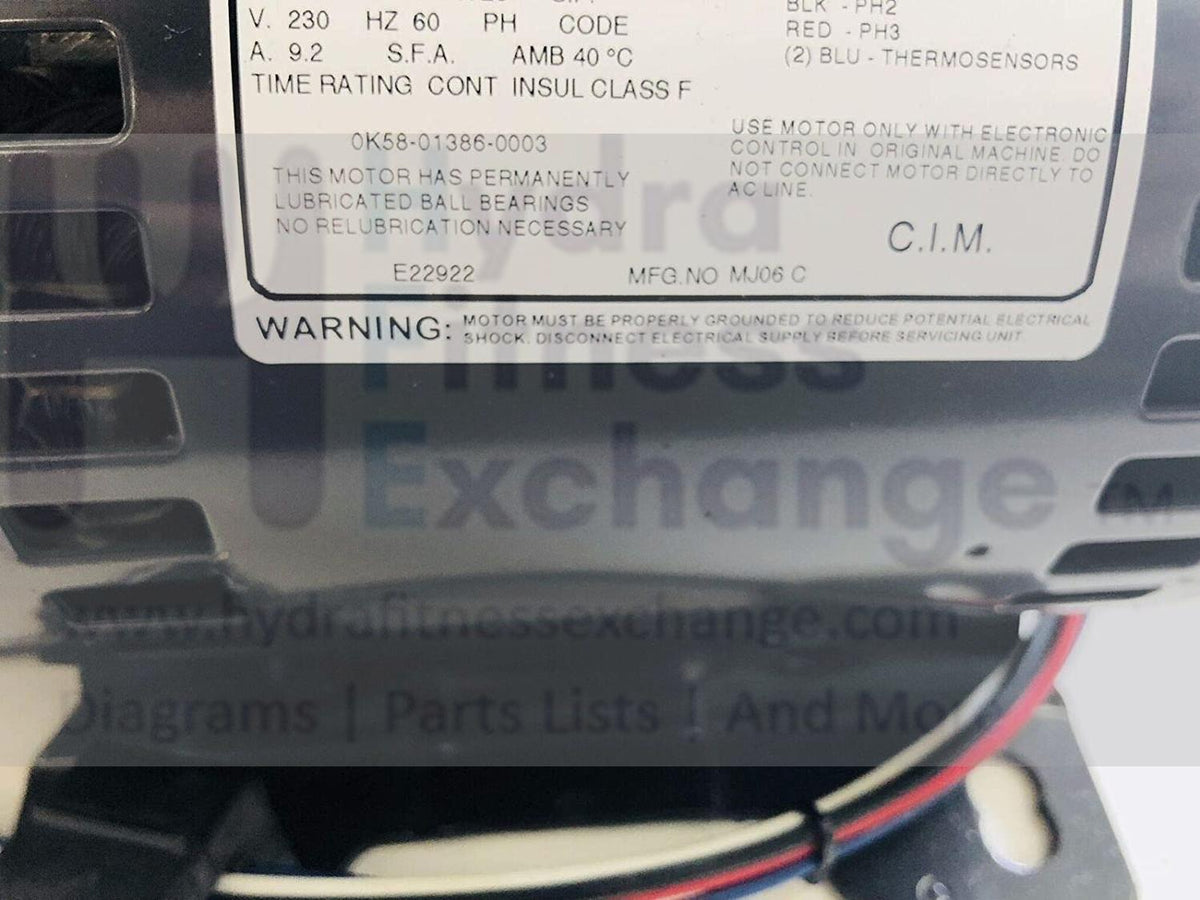 V. 230 HZ 60 PH CODE
A. 9.2 S.F.A. AMB 40 °C
TIME RATING CONT INSUL CLASS F
BLK - PH2
RED - PH3
(2) BLU - THERMOSENSORS
0K58-01386-0003
THIS MOTOR HAS PERMANENTLY
LUBRICATED BALL BEARINGS
NO RELUBRICATION NECESSARY
USE MOTOR ONLY WITH ELECTRONIC
CONTROL IN ORIGINAL MACHINE. DO
NOT CONNECT MOTOR DIRECTLY TO
AC LINE.
C.I.M.
E22922 MFG.NO MJ06 C
WARNING: MOTOR MUST BE PROPERLY GROUNDED TO REDUCE POTENTIAL ELECTRICAL
SHOCK. DISCONNECT ELECTRICAL SUPPLY BEFORE SERVICING UNIT.
Hydra
Fitness
Exchange TM
www.hydrafitnessexchange.com
Diagrams | Parts Lists | And